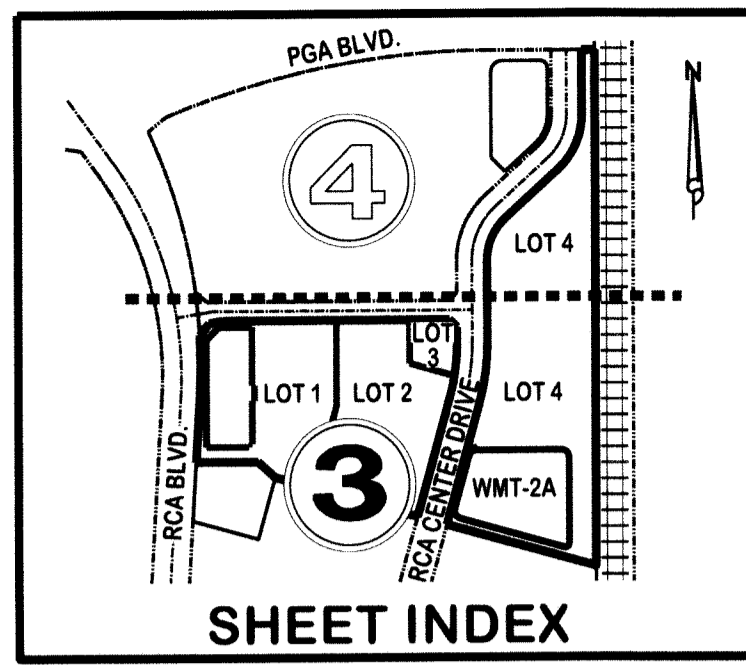 PGA BLVD.
N
4
LOT 4
LOT
3
LOT 1
LOT 2
LOT 4
3
WMT-2A
RCA BLVD.
RCA CENTER DRIVE
SHEET INDEX